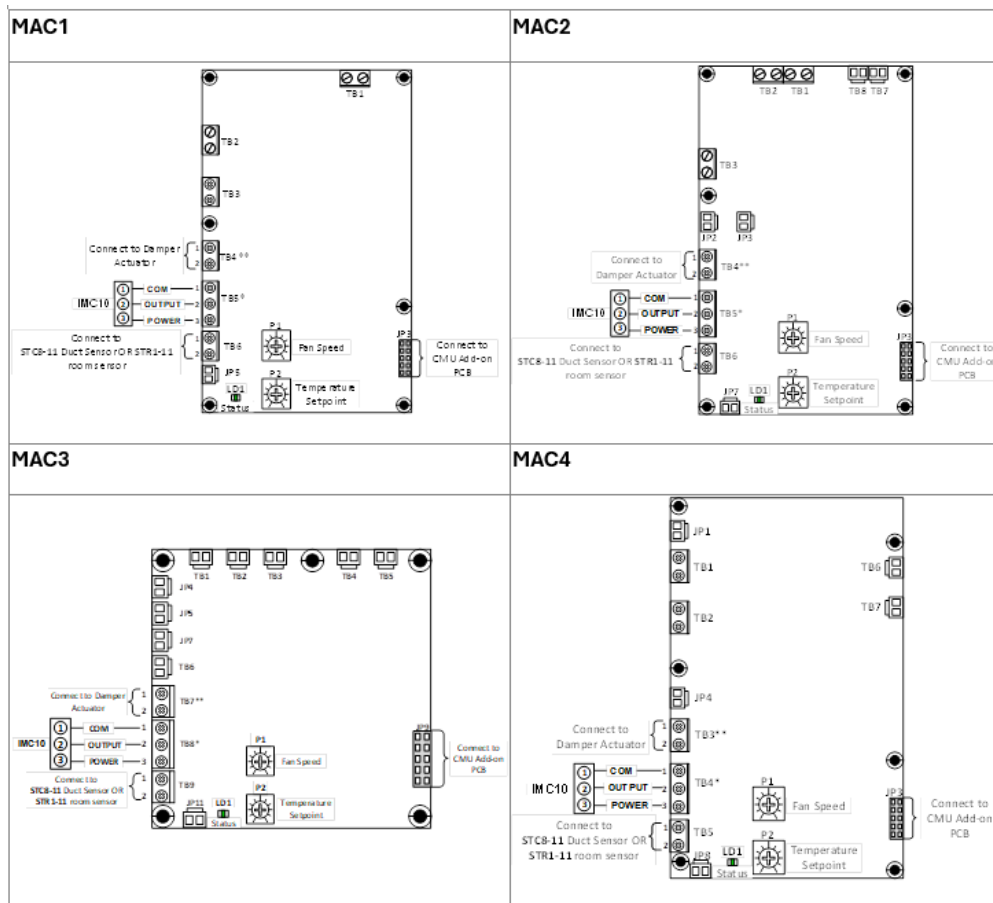 MAC1
TB1
TB2
TB3
Connect to Damper
Actuator
1
2
TB4**
IMC10
1
2
3
COM
OUTPUT
POWER
1
2
3
TB5*
Connect to
STC8-11 Duct Sensor OR STR1-11
room sensor
1
2
TB6
JP5
LD1
Status
P1
Fan Speed
P2
Temperature
Setpoint
JP3
Connect to
CMU Add-on
PCB
MAC2
TB2
TB1
TB8
TB7
TB3
JP2
JP3
Connect to
Damper Actuator
1
2
TB4**
IMC10
1
2
3
COM
OUTPUT
POWER
1
2
3
TB5*
Connect to
STC8-11 Duct Sensor OR STR1-11
room sensor
1
2
TB6
JP7
LD1
Status
P1
Fan Speed
P2
Temperature
Setpoint
Connect to
CMU Add-on
PCB
MAC3
TB1
TB2
TB3
TB4
TB5
JP4
JP5
JP7
TB6
Connect to Damper
Actuator
1
2
TB7**
IMC10
1
2
3
COM
OUTPUT
POWER
1
2
3
TB8*
Connect to
STC8-11 Duct Sensor OR
STR1-11 room sensor
1
2
TB9
JP11
LD1
Status
P1
Fan Speed
P2
Temperature
Setpoint
JP9
Connect to
CMU Add-on
PCB
MAC4
JP1
TB1
TB2
TB6
TB7
JP4
Connect to
Damper Actuator
1
2
TB3**
IMC10
1
2
3
COM
OUTPUT
POWER
1
2
3
TB4*
Connect to
STC8-11 Duct Sensor OR
STR1-11 room sensor
1
2
TB5
JP8
LD1
Status
P1
Fan Speed
P2
Temperature
Setpoint
JP3
Connect to
CMU Add-on
PCB